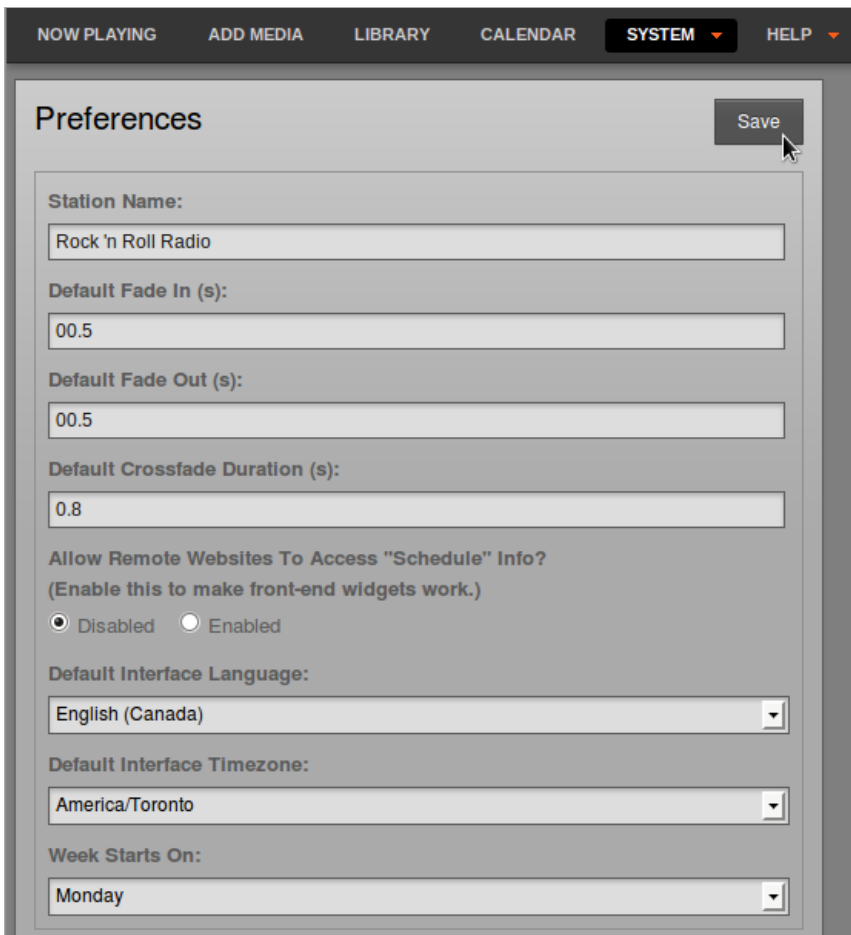 NOW PLAYING ADD MEDIA LIBRARY CALENDAR SYSTEM HELP
Preferences
Save
Station Name:
Rock 'n Roll Radio
Default Fade In (s):
00.5
Default Fade Out (s):
00.5
Default Crossfade Duration (s):
0.8
Allow Remote Websites To Access "Schedule" Info?
(Enable this to make front-end widgets work.)
Disabled Enabled
Default Interface Language:
English (Canada)
Default Interface Timezone:
America/Toronto
Week Starts On:
Monday